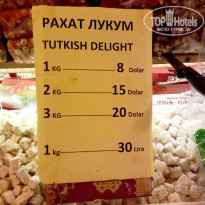 TopHotels
РАХАТ ЛУКУМ
TUTKISH DELIGHT
1 KG 8 Dolar
2 KG 15 Dolar
3 KG 20 Dolar
1 kg 30 Lira